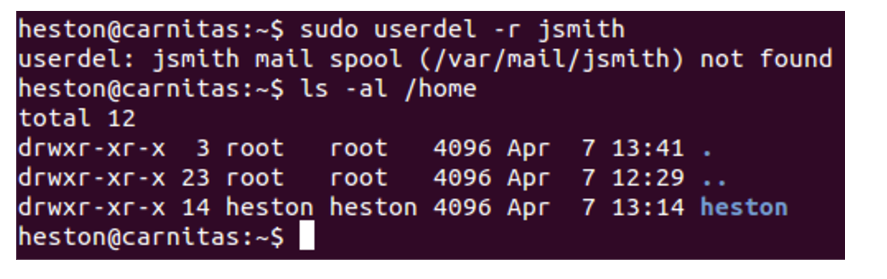 heston@carnitas:~$ sudo userdel -r jsmith
userdel: jsmith mail spool (/var/mail/jsmith) not found
heston@carnitas:~$ ls -al /home
total 12
drwxr-xr-x  3 root   root   4096 Apr  7 13:41 .
drwxr-xr-x 23 root   root   4096 Apr  7 12:29 ..
drwxr-xr-x 14 heston heston 4096 Apr  7 13:14 heston
heston@carnitas:~$